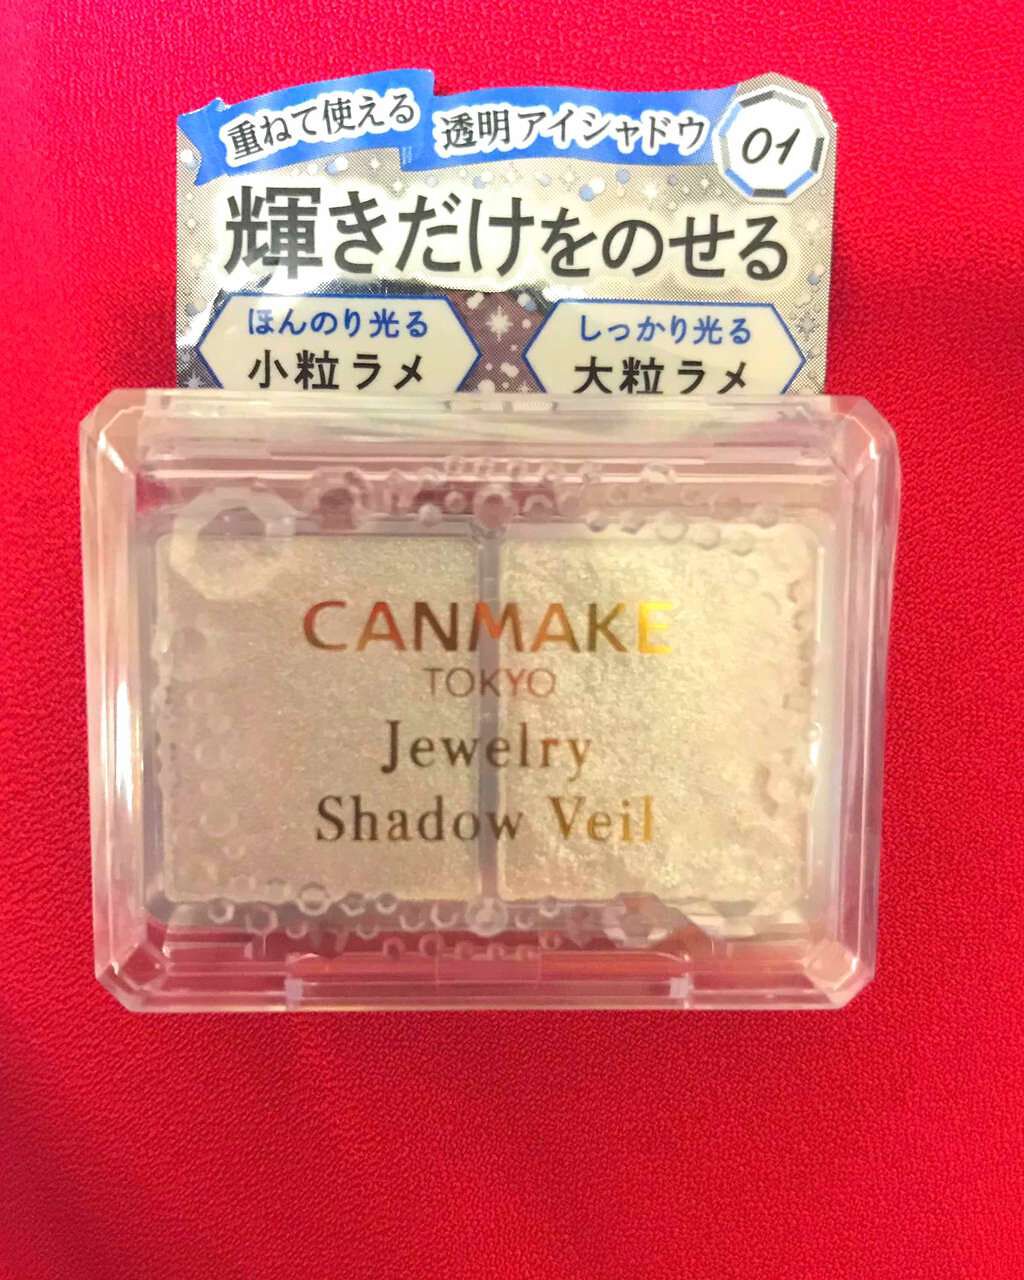 重ねて使える 透明アイシャドウ 01
輝きだけをのせる
ほんのり光る
小粒ラメ
しっかり光る
大粒ラメ
CANMAKE
TOKYO
Jewelry
Shadow Veil